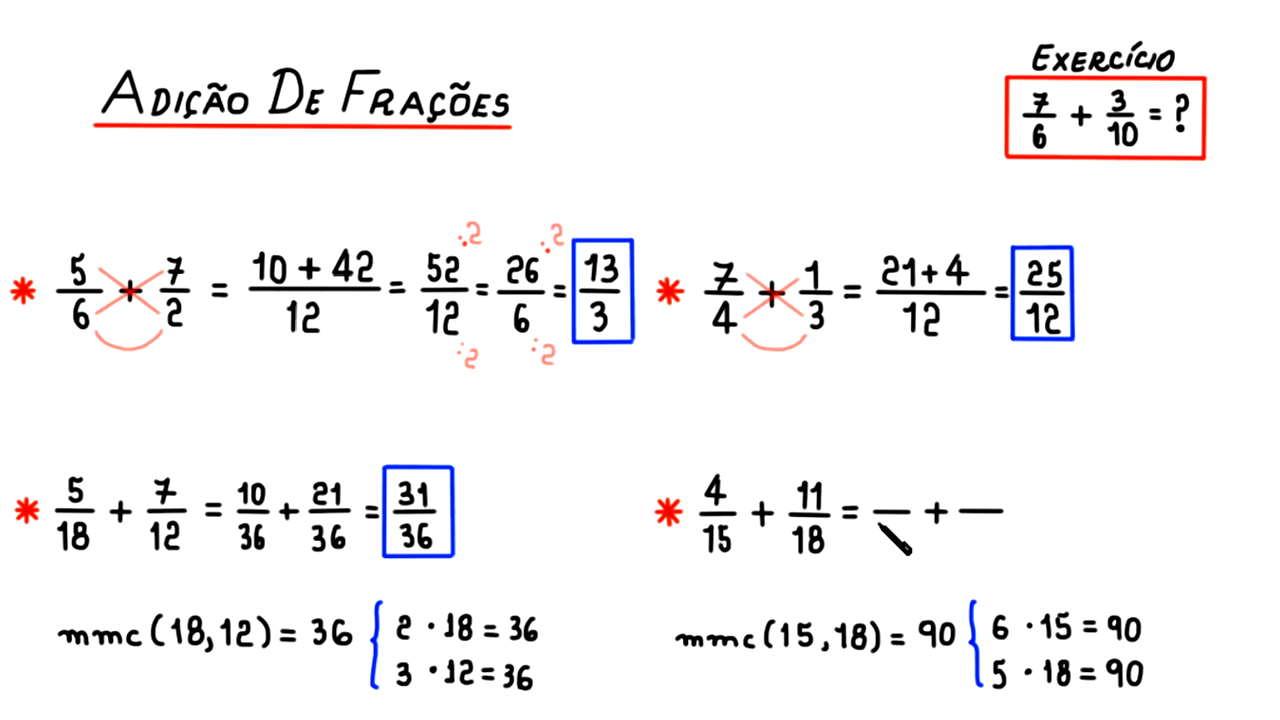 ADIÇÃO DE FRAÇÕES
EXERCÍCIO
7/6 + 3/10 = ?
* 5/6 + 7/2 = (10 + 42)/12 = 52/12 = 26/6 = 13/3
:2 :2
:2 :2
* 7/4 + 1/3 = (21 + 4)/12 = 25/12
* 5/18 + 7/12 = 10/36 + 21/36 = 31/36
mmc (18, 12) = 36 { 2 · 18 = 36
3 · 12 = 36
* 4/15 + 11/18 = — + —
mmc (15, 18) = 90 { 6 · 15 = 90
5 · 18 = 90